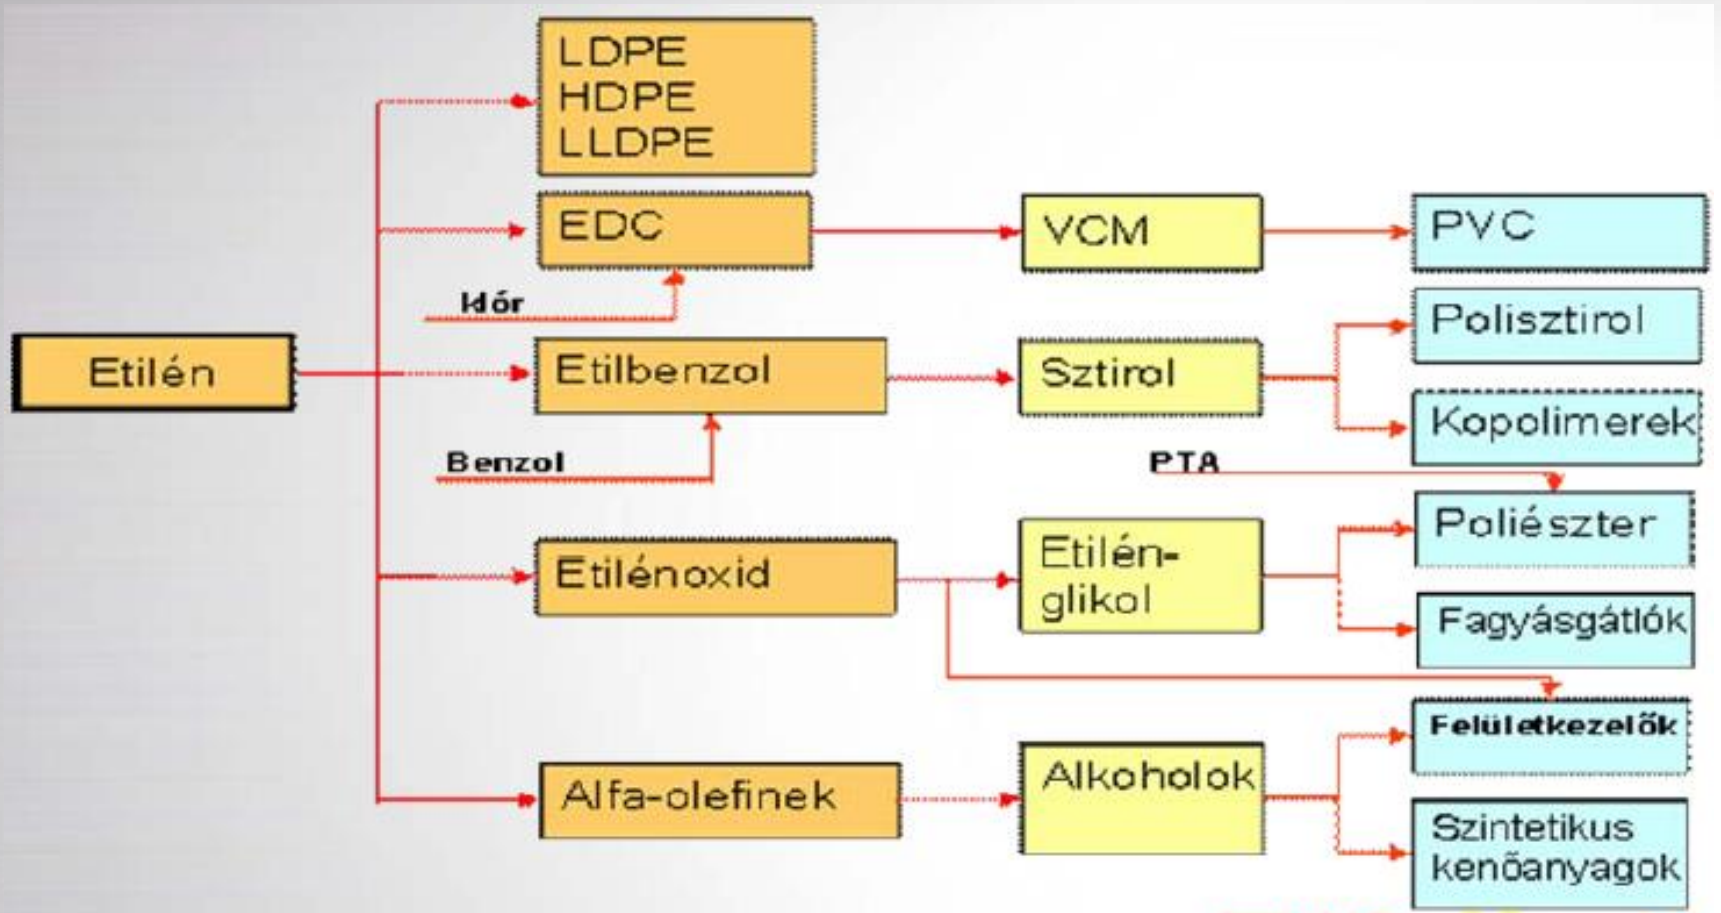 LDPE
HDPE
LLDPE
EDC
VCM
PVC
Klór
Polisztirol
Etilén
Etilbenzol
Sztirol
Kopolimerek
Benzol
PTA
Poliészter
Etilénoxid
Etilén-
glikol
Fagyásgátlók
Felületkezelők
Alfa-olefinek
Alkoholok
Szintetikus
kenőanyagok